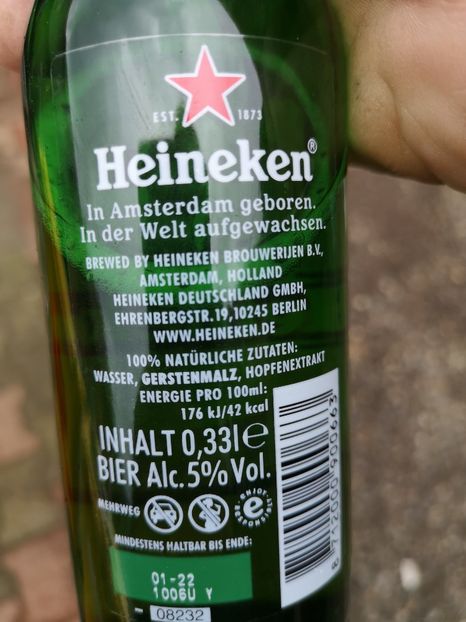 EST. 1873
Heineken®
In Amsterdam geboren.
In der Welt aufgewachsen.
BREWED BY HEINEKEN BROUWERIJEN B.V.,
AMSTERDAM, HOLLAND
HEINEKEN DEUTSCHLAND GMBH,
EHRENBERGSTR.19,10245 BERLIN
WWW.HEINEKEN.DE
100% NATÜRLICHE ZUTATEN:
WASSER, GERSTENMALZ, HOPFENEXTRAKT
ENERGIE PRO 100ml:
176 kJ/42 kcal
INHALT 0,33l e
BIER Alc.5% Vol.
MEHRWEG
ENJOY
e
MINDESTENS HALTBAR BIS ENDE:
01-22
1006U Y
08232